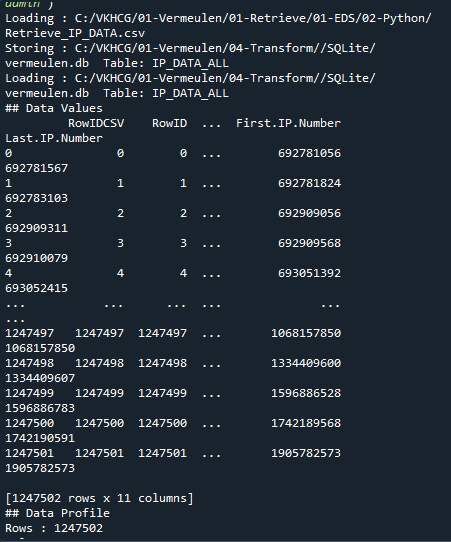 Loading : C:/VKHCG/01-Vermeulen/01-Retrieve/01-EDS/02-Python/
Retrieve_IP_DATA.csv
Storing : C:/VKHCG/01-Vermeulen/04-Transform//SQLite/
vermeulen.db  Table: IP_DATA_ALL
Loading : C:/VKHCG/01-Vermeulen/04-Transform//SQLite/
vermeulen.db  Table: IP_DATA_ALL
## Data Values
RowIDCSV    RowID  ...  First.IP.Number
Last.IP.Number
0              0        0  ...        692781056
692781567
1              1        1  ...        692781824
692783103
2              2        2  ...        692909056
692909311
3              3        3  ...        692909568
692910079
4              4        4  ...        693051392
693052415
...          ...      ...  ...              ...
...
1247497  1247497  1247497  ...       1068157850
1068157850
1247498  1247498  1247498  ...       1334409600
1334409607
1247499  1247499  1247499  ...       1596886528
1596886783
1247500  1247500  1247500  ...       1742189568
1742190591
1247501  1247501  1247501  ...       1905782573
1905782573
[1247502 rows x 11 columns]
## Data Profile
Rows : 1247502